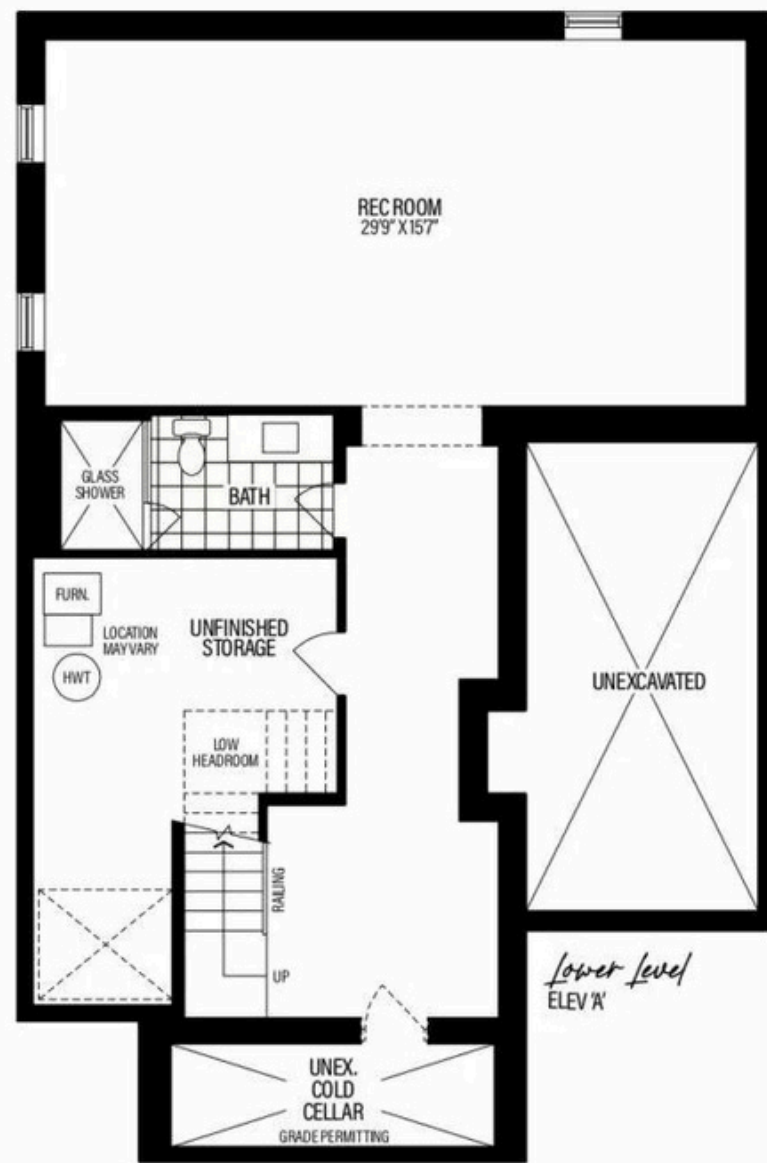 REC ROOM
29'9" X 15'7"
GLASS
SHOWER
BATH
FURN.
LOCATION
MAY VARY
HWT
UNFINISHED
STORAGE
LOW
HEADROOM
UNEXCAVATED
RAILING
UP
Lower Level
ELEV 'A'
UNEX.
COLD
CELLAR
GRADE PERMITTING